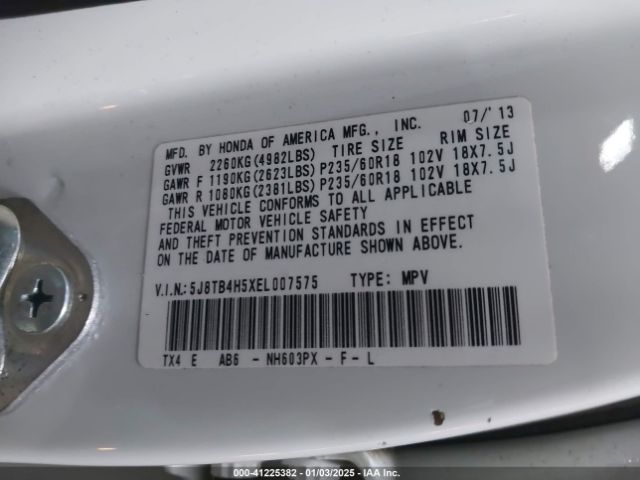 MFD. BY HONDA OF AMERICA MFG., INC. 07/'13
GVWR 2260KG(4982LBS) TIRE SIZE RIM SIZE
GAWR F 1190KG(2623LBS)P235/60R18 102V 18X7.5J
GAWR R 1080KG(2381LBS)P235/60R18 102V 18X7.5J
THIS VEHICLE CONFORMS TO ALL APPLICABLE
FEDERAL MOTOR VEHICLE SAFETY
AND THEFT PREVENTION STANDARDS IN EFFECT
ON THE DATE OF MANUFACTURE SHOWN ABOVE.
V.I.N.:5J8TB4H5XEL007575 TYPE: MPV
TX4 E AB6 - NH603PX - F - L
000-41225382 - 01/03/2025 - IAA Inc.